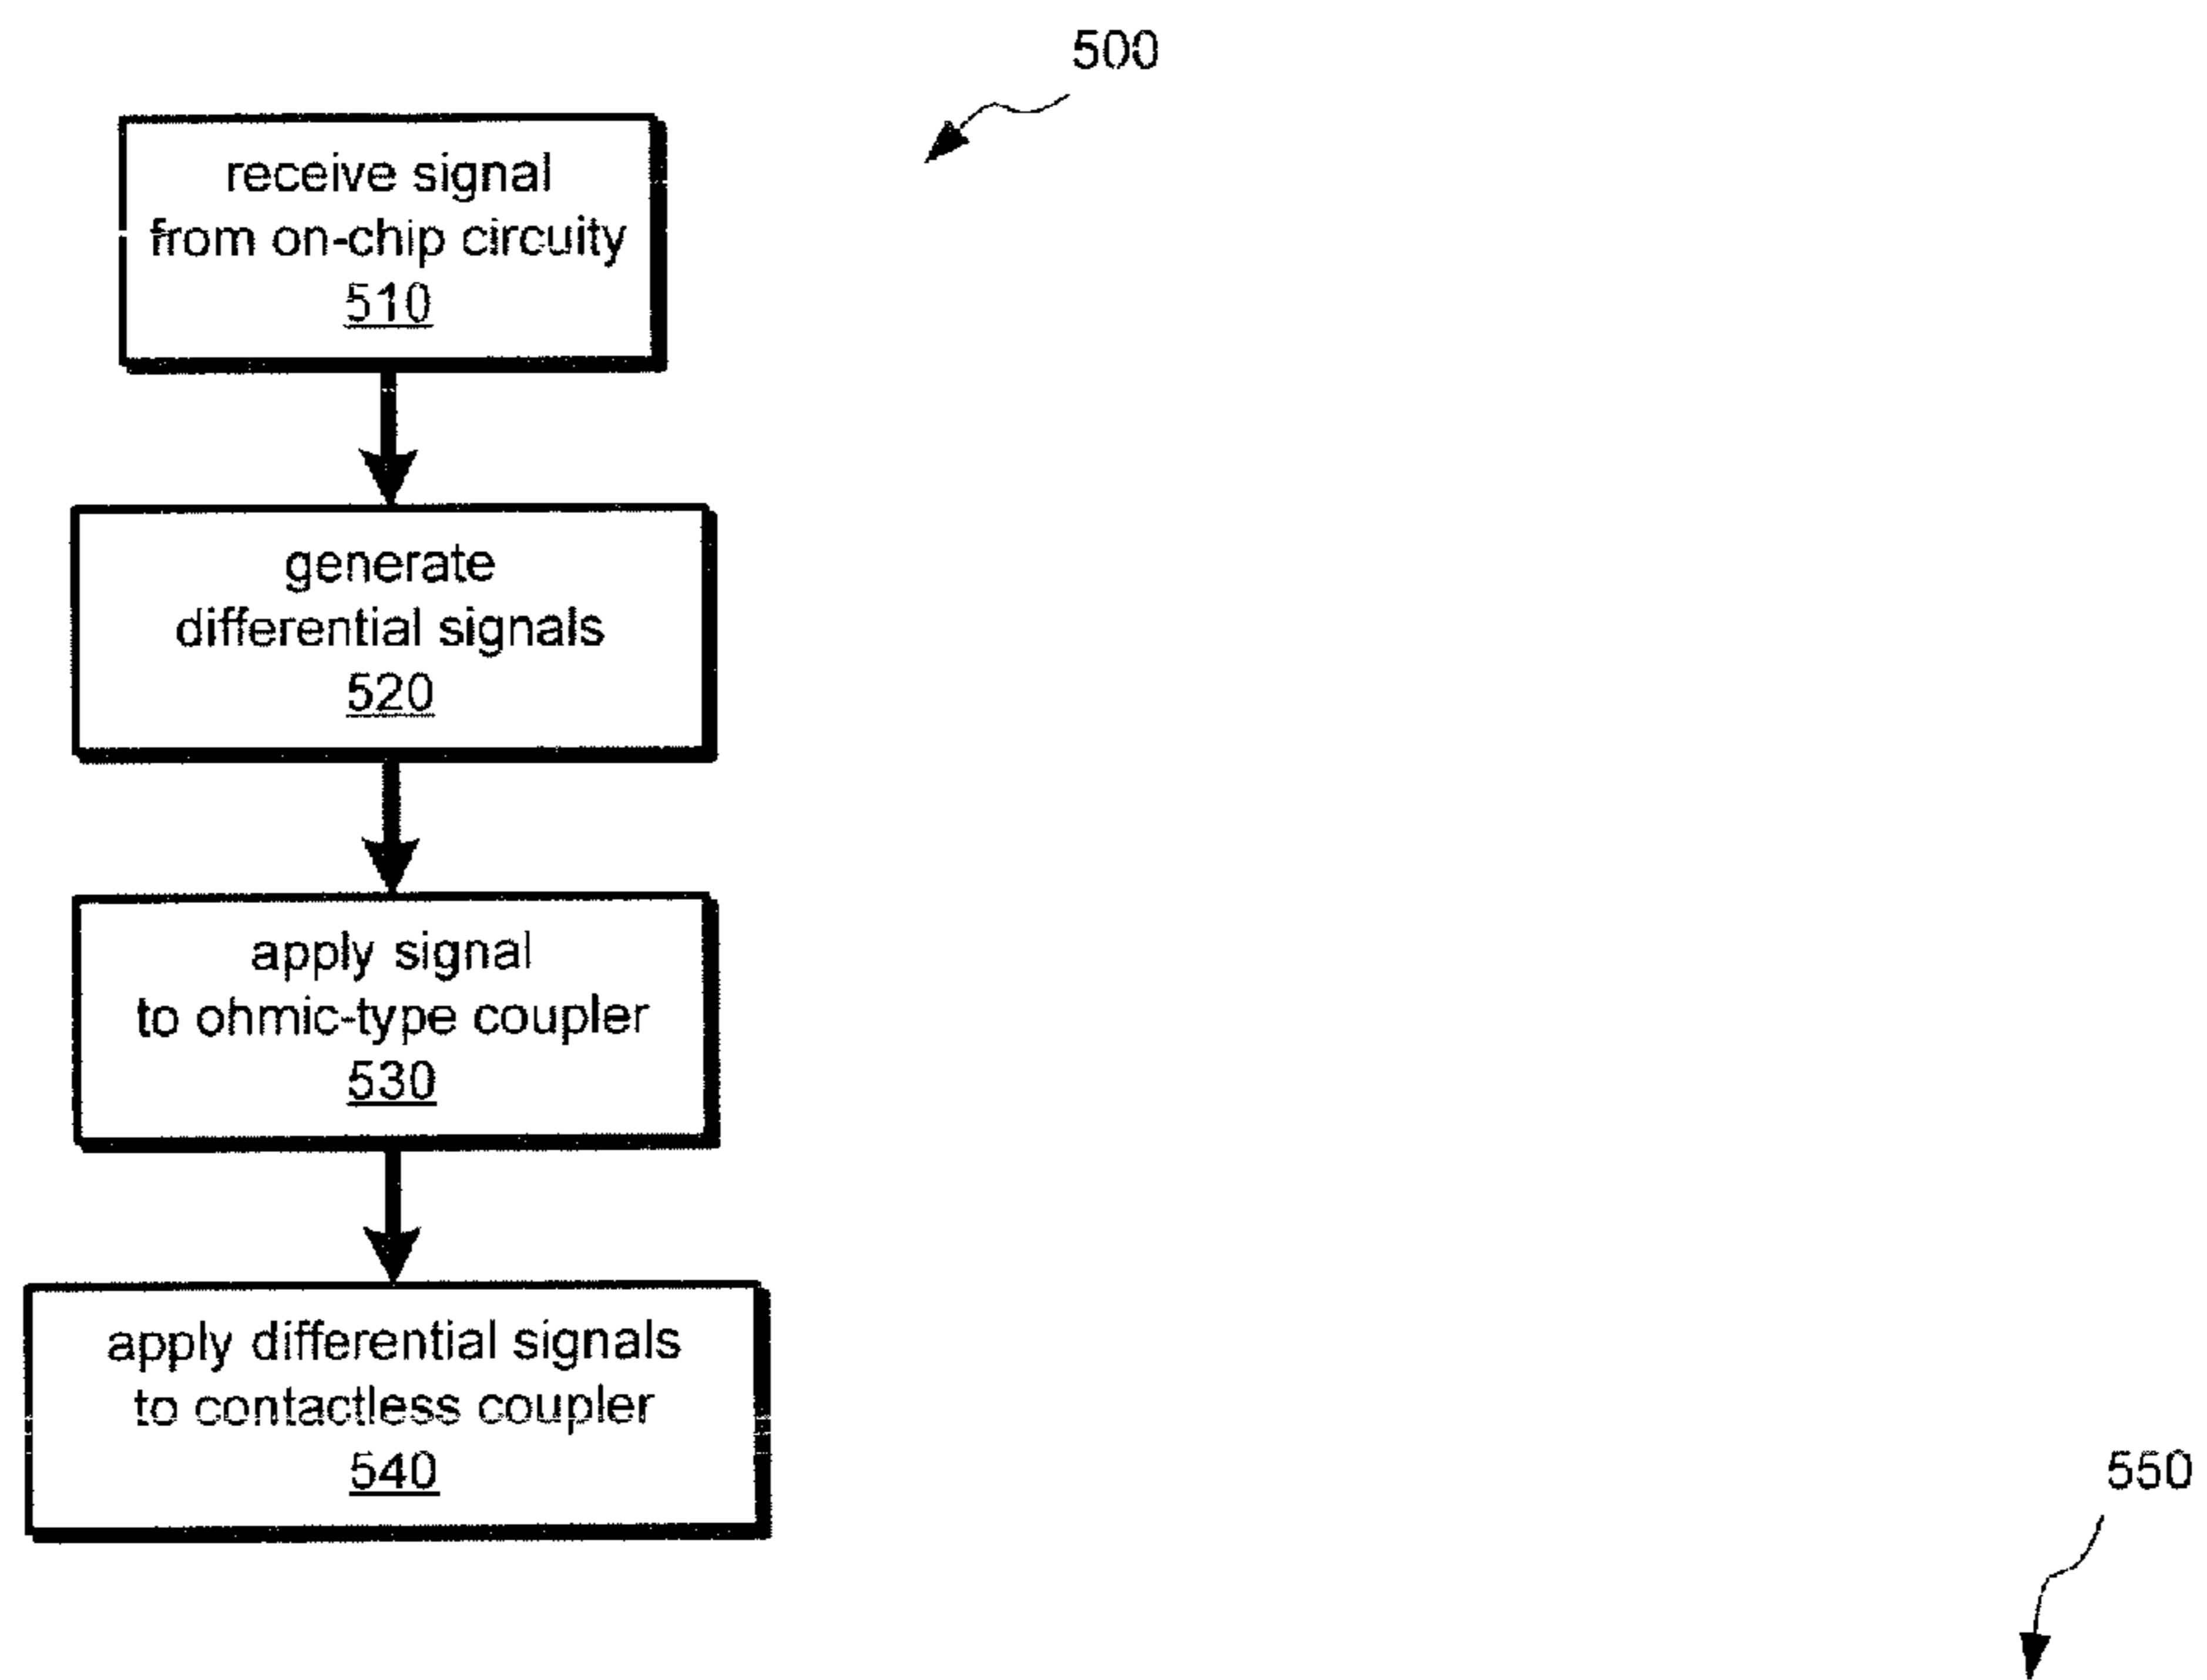 500
receive signal
from on-chip circuity
510
generate
differential signals
520
apply signal
to ohmic-type coupler
530
apply differential signals
to contactless coupler
540
550